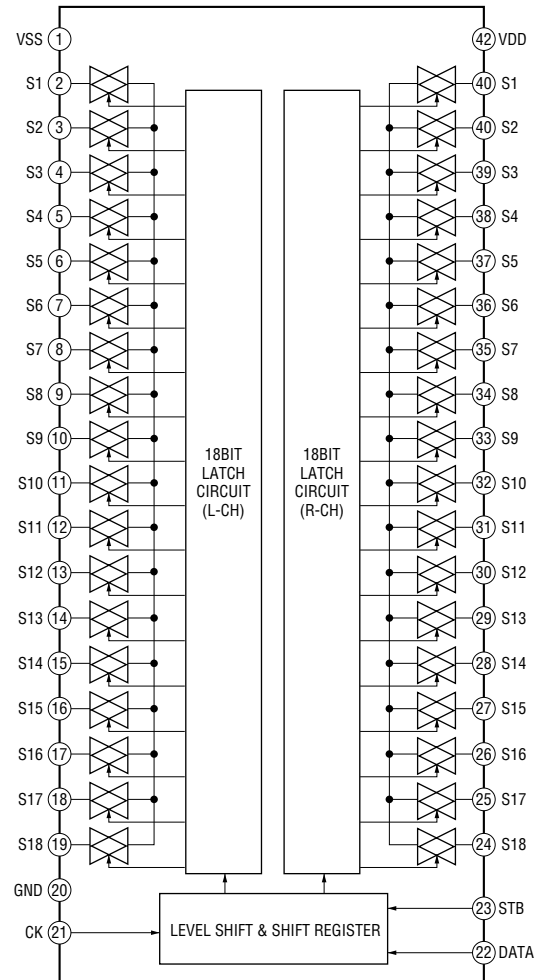 VSS 1
42 VDD
S1 2
40 S1
S2 3
40 S2
S3 4
39 S3
S4 5
38 S4
S5 6
37 S5
S6 7
36 S6
S7 8
35 S7
S8 9
34 S8
S9 10
33 S9
S10 11
32 S10
S11 12
31 S11
S12 13
30 S12
S13 14
29 S13
S14 15
28 S14
S15 16
27 S15
S16 17
26 S16
S17 18
25 S17
S18 19
24 S18
18BIT
LATCH
CIRCUIT
(L-CH)
18BIT
LATCH
CIRCUIT
(R-CH)
GND 20
23 STB
CK 21
LEVEL SHIFT & SHIFT REGISTER
22 DATA